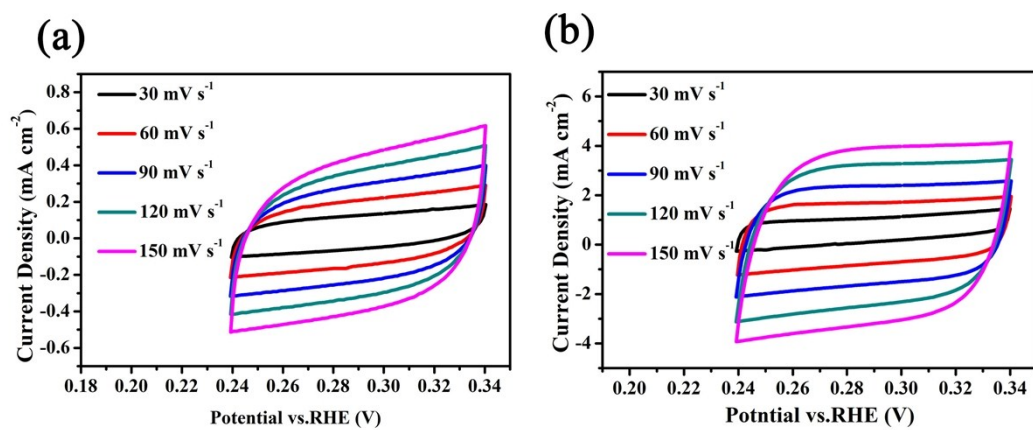 (a)
Current Density (mA cm⁻²)
0.8
0.6
0.4
0.2
0.0
-0.2
-0.4
-0.6
30 mV s⁻¹
60 mV s⁻¹
90 mV s⁻¹
120 mV s⁻¹
150 mV s⁻¹
0.18 0.20 0.22 0.24 0.26 0.28 0.30 0.32 0.34
Potential vs.RHE (V)
(b)
Current Density (mA cm⁻²)
6
4
2
0
-2
-4
30 mV s⁻¹
60 mV s⁻¹
90 mV s⁻¹
120 mV s⁻¹
150 mV s⁻¹
0.20 0.22 0.24 0.26 0.28 0.30 0.32 0.34
Potntial vs.RHE (V)